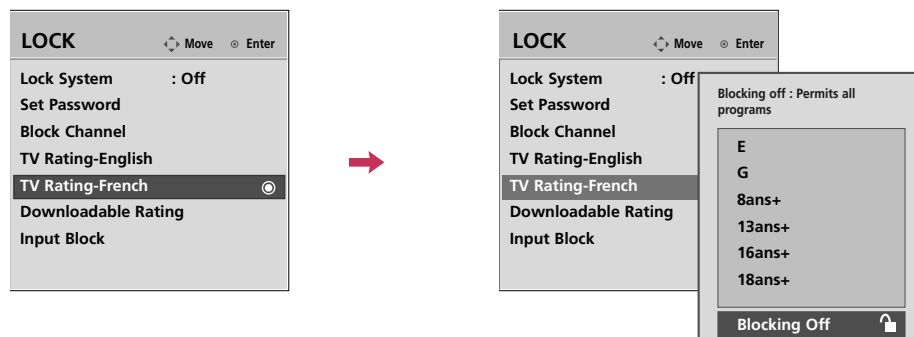 LOCK
Move Enter
Lock System : Off
Set Password
Block Channel
TV Rating-English
TV Rating-French
Downloadable Rating
Input Block
LOCK
Move Enter
Lock System : Off
Set Password
Block Channel
TV Rating-English
TV Rating-French
Downloadable Rating
Input Block
Blocking off : Permits all
programs
E
G
8ans+
13ans+
16ans+
18ans+
Blocking Off